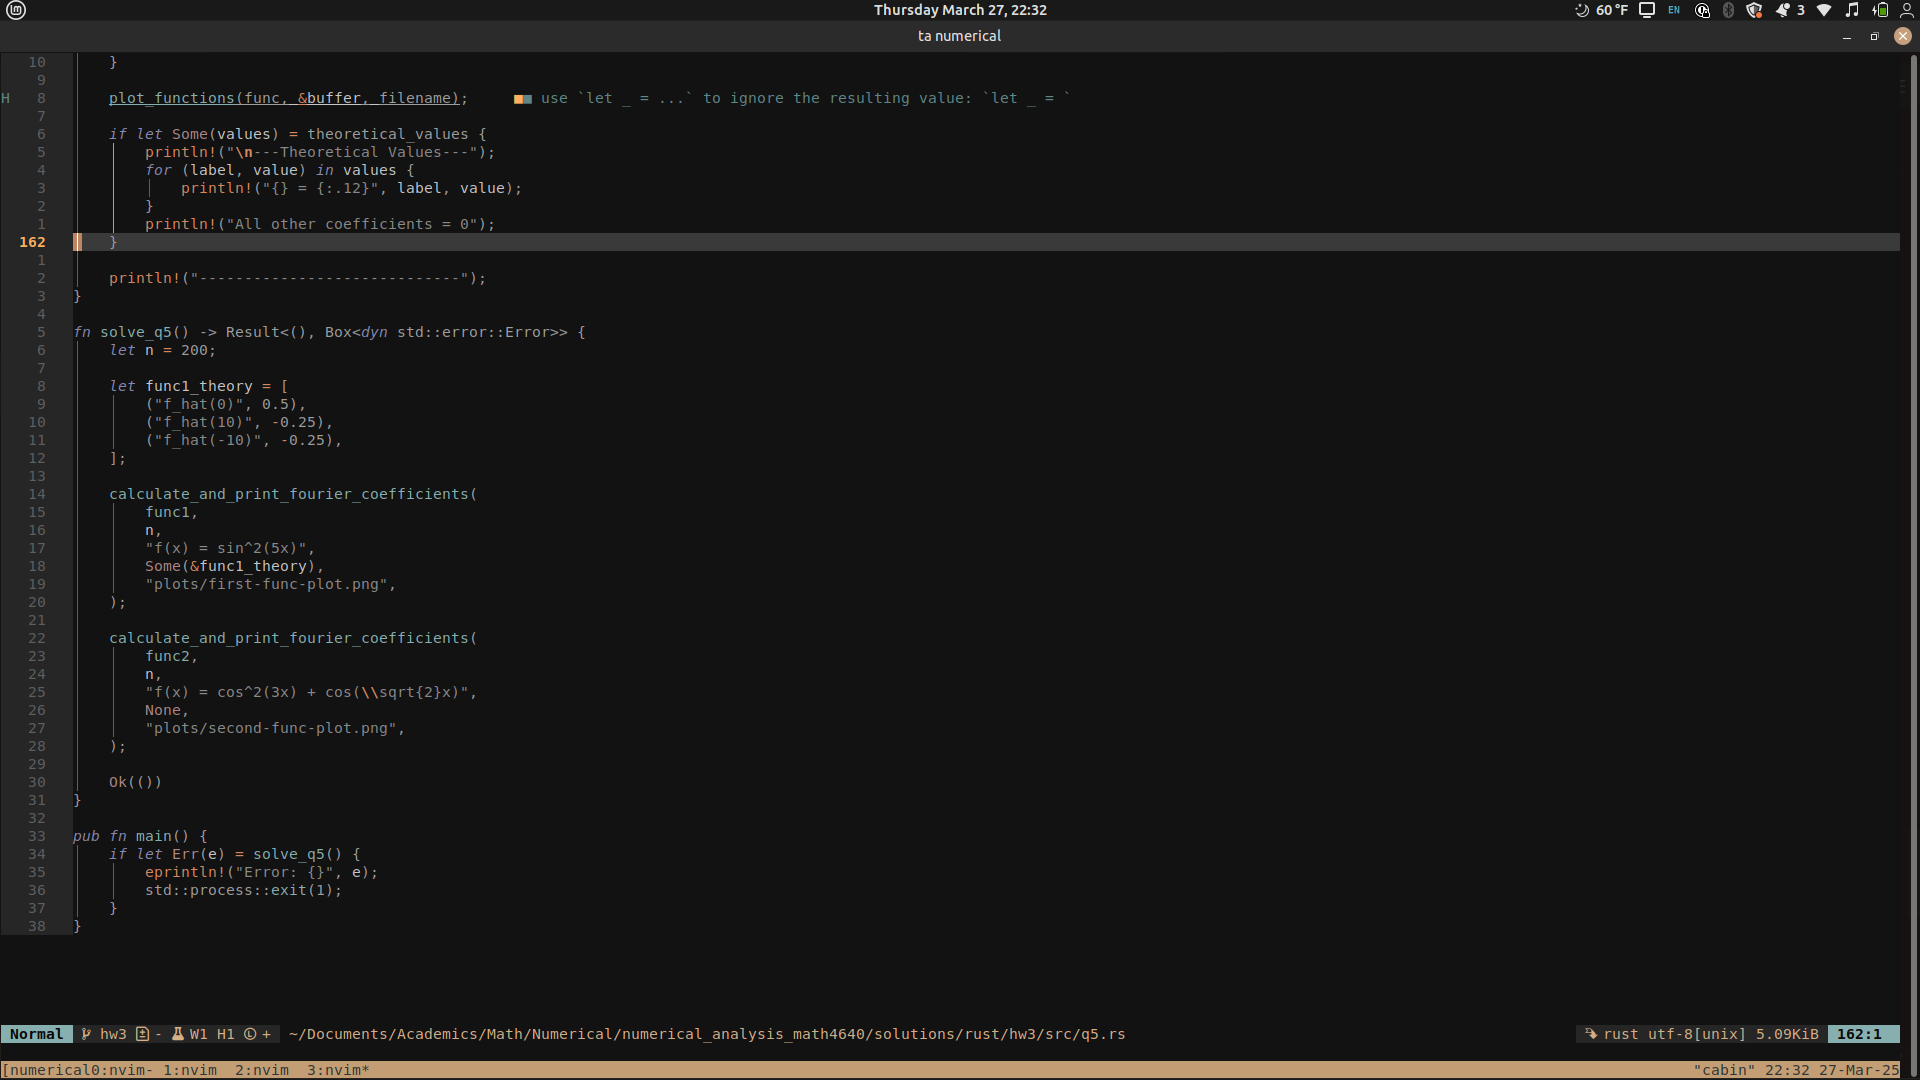 Thursday March 27, 22:32
60 °F EN 3
ta numerical
10 }
9
H 8 plot_functions(func, &buffer, filename); ■■ use `let _ = ...` to ignore the resulting value: `let _ = `
7
6 if let Some(values) = theoretical_values {
5 println!("\n---Theoretical Values---");
4 for (label, value) in values {
3 println!("{} = {:.12}", label, value);
2 }
1 println!("All other coefficients = 0");
162 }
1
2 println!("-----------------------------");
3 }
4
5 fn solve_q5() -> Result<(), Box<dyn std::error::Error>> {
6 let n = 200;
7
8 let func1_theory = [
9 ("f_hat(0)", 0.5),
10 ("f_hat(10)", -0.25),
11 ("f_hat(-10)", -0.25),
12 ];
13
14 calculate_and_print_fourier_coefficients(
15 func1,
16 n,
17 "f(x) = sin^2(5x)",
18 Some(&func1_theory),
19 "plots/first-func-plot.png",
20 );
21
22 calculate_and_print_fourier_coefficients(
23 func2,
24 n,
25 "f(x) = cos^2(3x) + cos(\\sqrt{2}x)",
26 None,
27 "plots/second-func-plot.png",
28 );
29
30 Ok(())
31 }
32
33 pub fn main() {
34 if let Err(e) = solve_q5() {
35 eprintln!("Error: {}", e);
36 std::process::exit(1);
37 }
38 }
Normal hw3 - W1 H1 + ~/Documents/Academics/Math/Numerical/numerical_analysis_math4640/solutions/rust/hw3/src/q5.rs rust utf-8[unix] 5.09KiB 162:1
[numerical0:nvim- 1:nvim 2:nvim 3:nvim* "cabin" 22:32 27-Mar-25